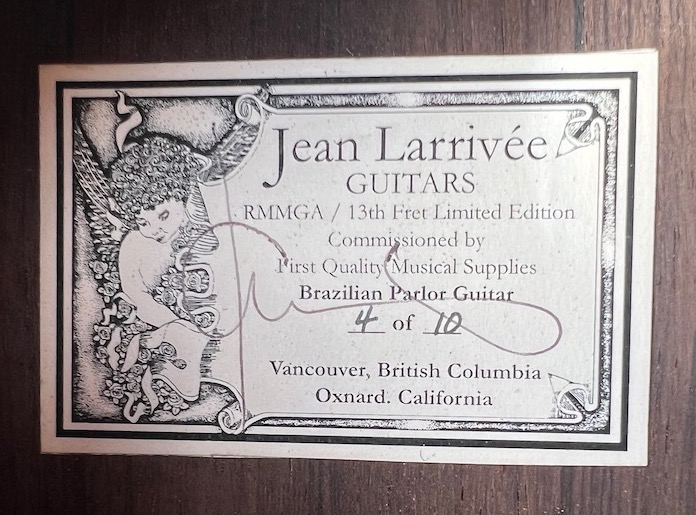 Jean Larrivée
GUITARS
RMMGA / 13th Fret Limited Edition
Commissioned by
First Quality Musical Supplies
Brazilian Parlor Guitar
4 of 10
Vancouver, British Columbia
Oxnard. California